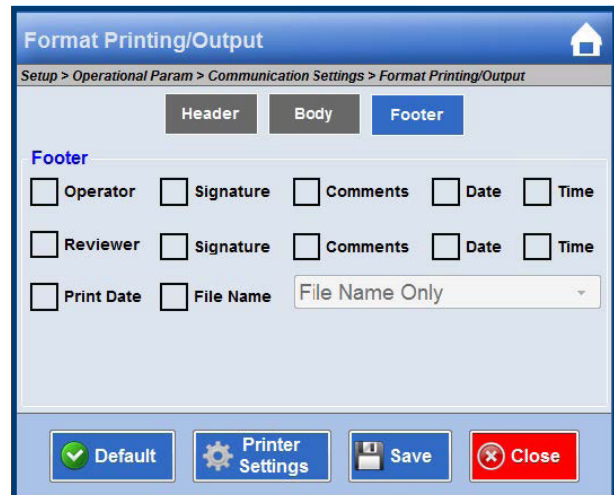 Format Printing/Output
Setup > Operational Param > Communication Settings > Format Printing/Output
Header Body Footer
Footer
Operator Signature Comments Date Time
Reviewer Signature Comments Date Time
Print Date File Name File Name Only
Default Printer Settings Save Close